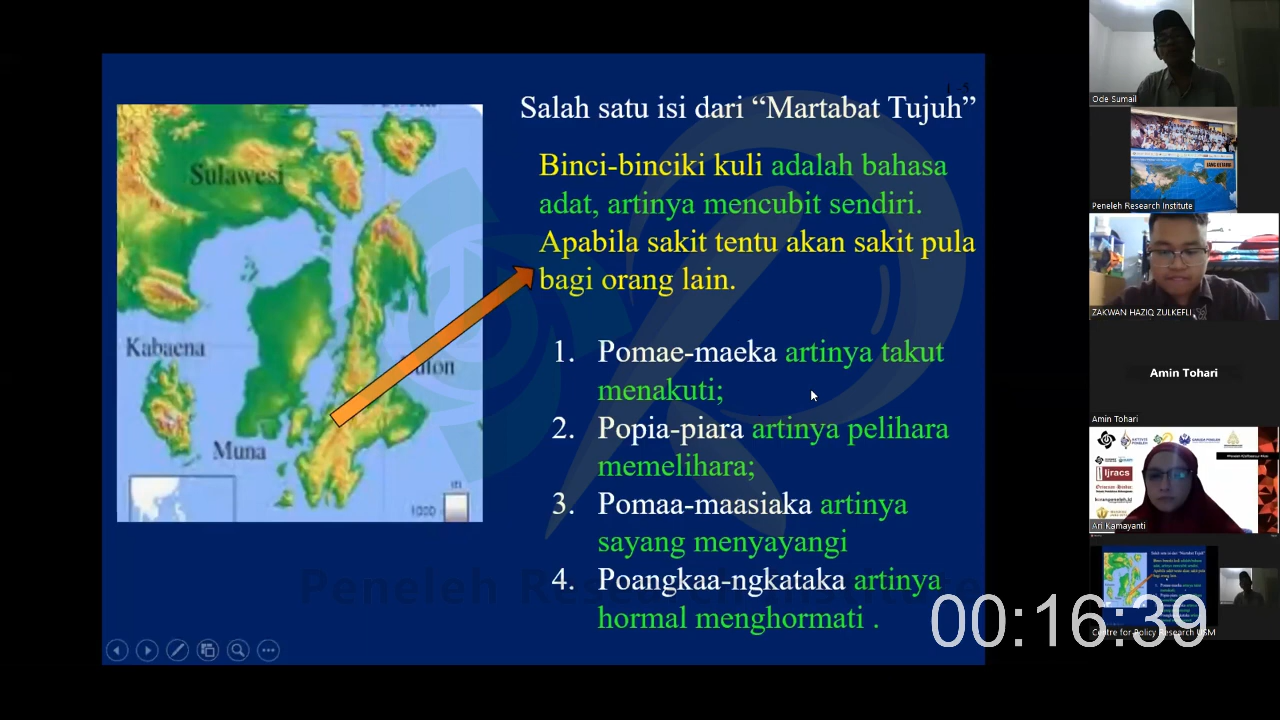 Salah satu isi dari “Martabat Tujuh”
Binci-binciki kuli adalah bahasa
adat, artinya mencubit sendiri.
Apabila sakit tentu akan sakit pula
bagi orang lain.
1. Pomae-maeka artinya takut
menakuti;
2. Popia-piara artinya pelihara
memelihara;
3. Pomaa-maasiaka artinya
sayang menyayangi
4. Poangkaa-ngkataka artinya
hormal menghormati .
Sulawesi
Kabaena
Muna
m
1000
Ode Sumail
Peneleh Research Institute
ZAKWAN HAZIQ ZULKEFLI
Amin Tohari
Amin Tohari
Ijracs
Ari Kamayanti
Centre for Policy Research USM
00:16:39